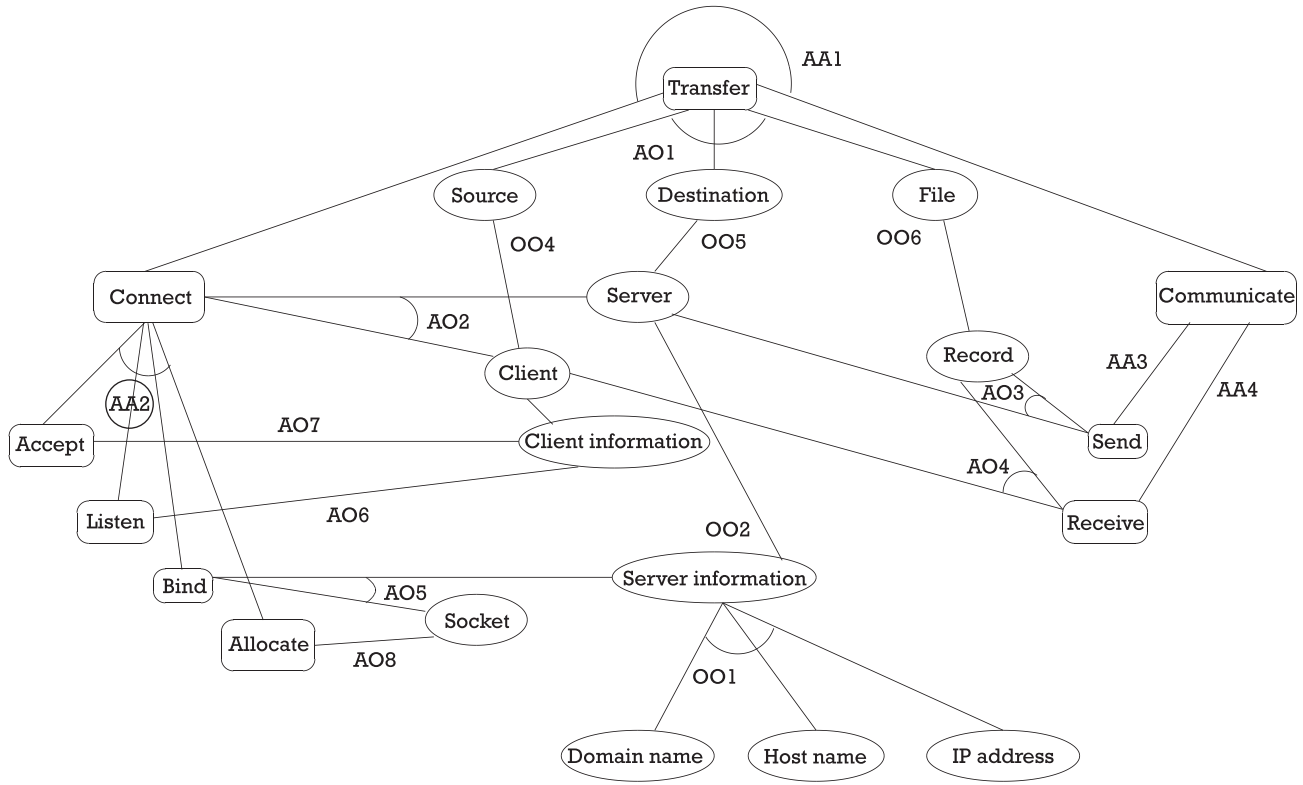 AA1
Transfer
AO1
Source
Destination
File
OO4
OO5
OO6
Connect
Server
Communicate
AO2
Record
AA3
Client
AO3
AA4
AA2
AO7
Accept
Client information
Send
AO4
AO6
Listen
Receive
OO2
Bind
Server information
AO5
Socket
Allocate
AO8
OO1
Domain name
Host name
IP address